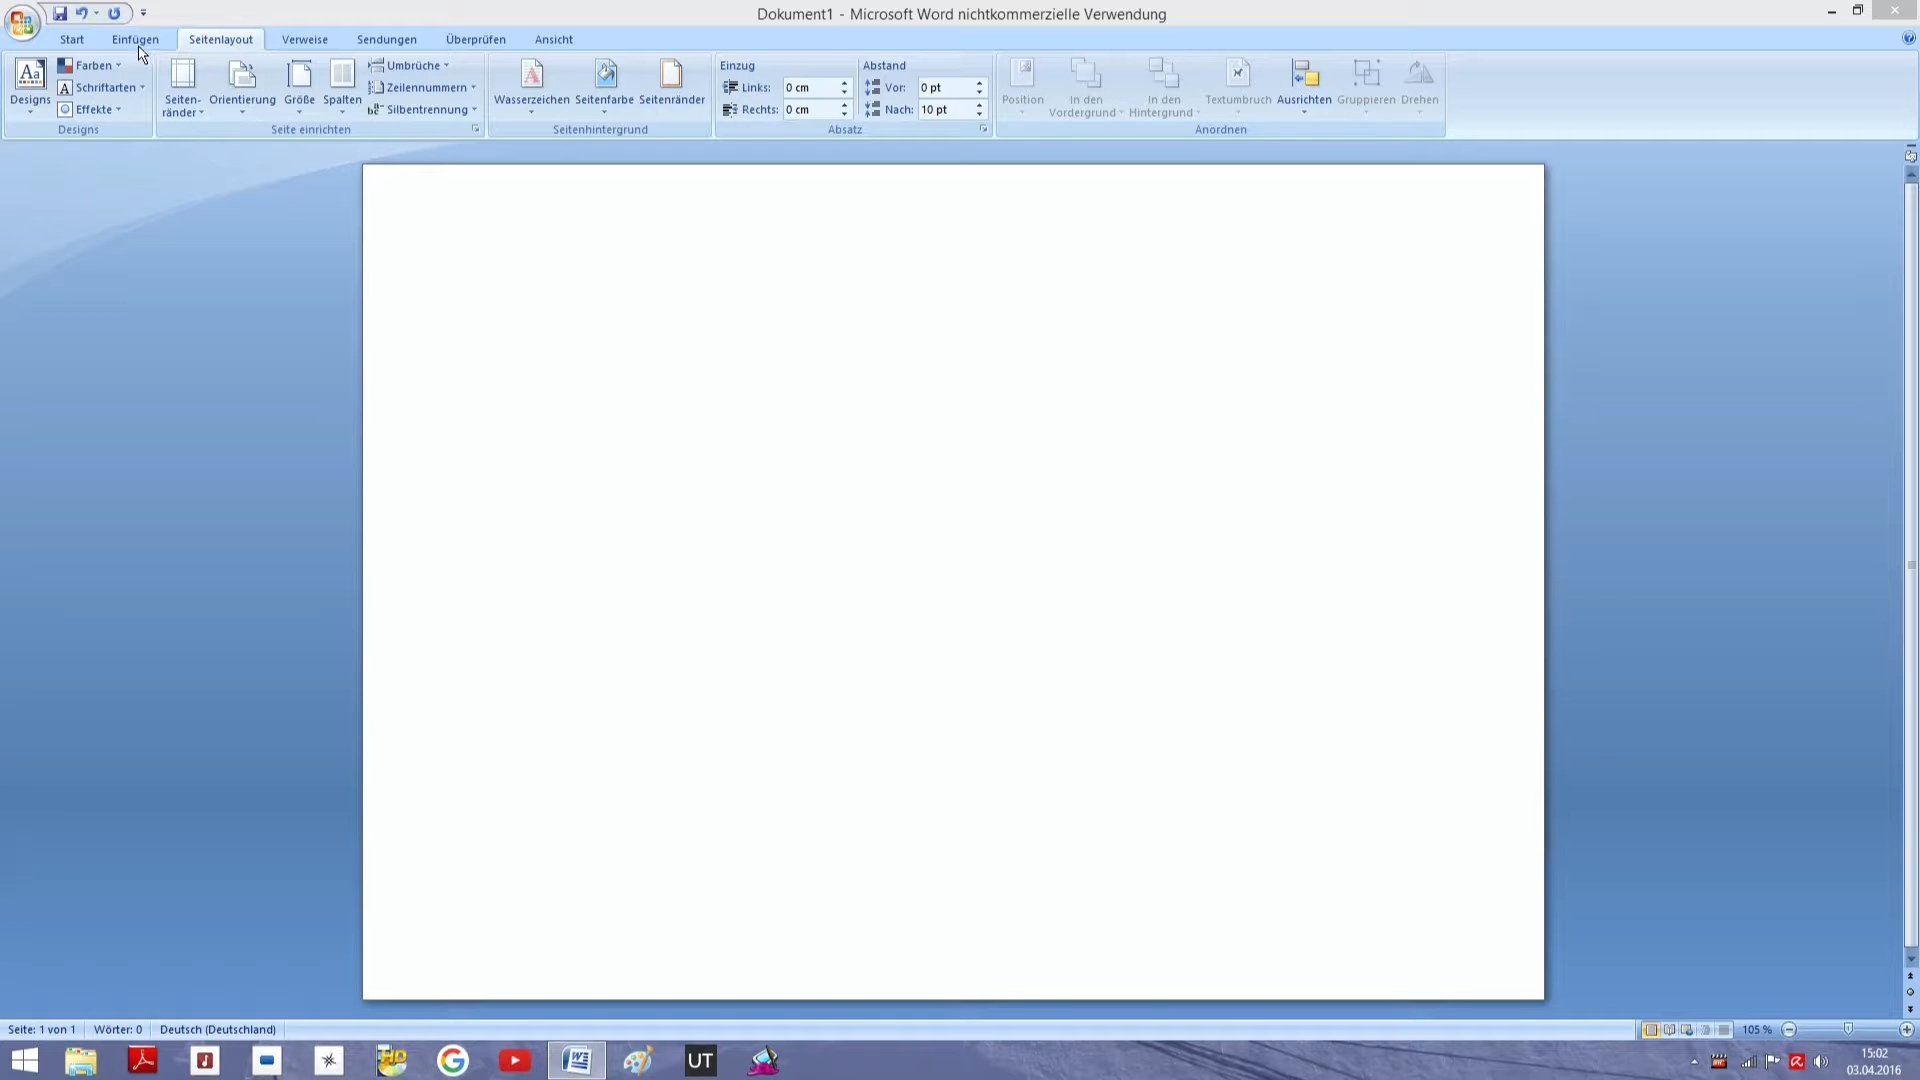 Dokument1 - Microsoft Word nichtkommerzielle Verwendung
Start Einfügen Seitenlayout Verweise Sendungen Überprüfen Ansicht
Aa Designs
Farben
A Schriftarten
Effekte
Designs
Seiten-
ränder
Orientierung
Größe
Spalten
Umbrüche
Zeilennummern
Silbentrennung
Seite einrichten
Wasserzeichen Seitenfarbe Seitenränder
Seitenhintergrund
Einzug
Links: 0 cm
Rechts: 0 cm
Abstand
Vor: 0 pt
Nach: 10 pt
Absatz
Position
In den
Vordergrund
In den
Hintergrund
Textumbruch
Ausrichten
Gruppieren
Drehen
Anordnen
Seite: 1 von 1 Wörter: 0 Deutsch (Deutschland) 105 %
UT
15:02
03.04.2016